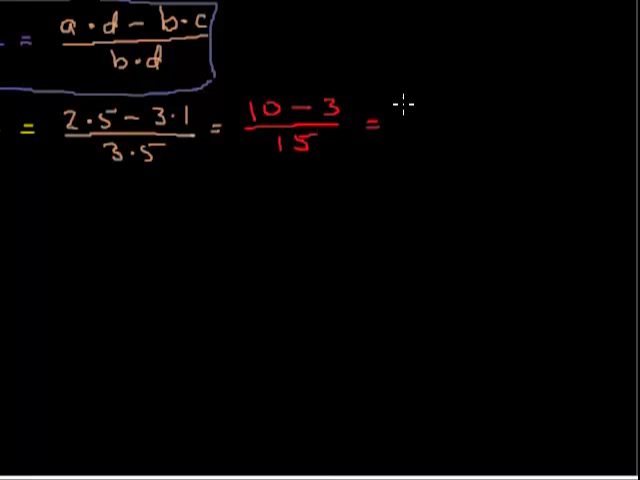 = (a·d − b·c)/(b·d)
= (2·5 − 3·1)/(3·5) = (10 − 3)/15 =